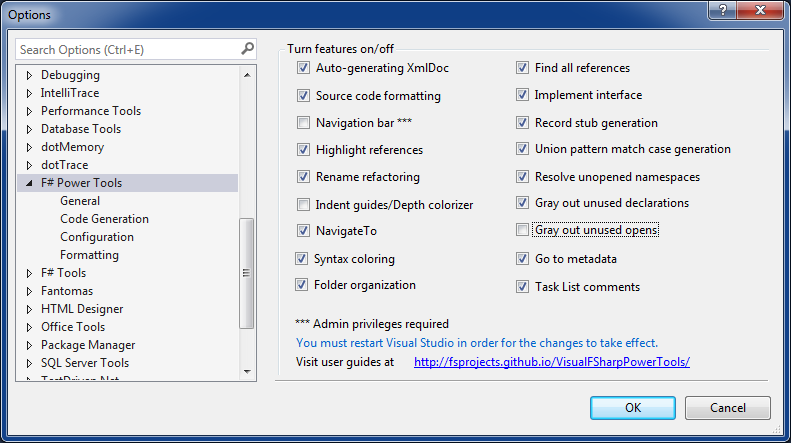 Options
Search Options (Ctrl+E)
Debugging
IntelliTrace
Performance Tools
Database Tools
dotMemory
dotTrace
F# Power Tools
General
Code Generation
Configuration
Formatting
F# Tools
Fantomas
HTML Designer
Office Tools
Package Manager
SQL Server Tools
TestDriven.Net
Turn features on/off
Auto-generating XmlDoc
Source code formatting
Navigation bar ***
Highlight references
Rename refactoring
Indent guides/Depth colorizer
NavigateTo
Syntax coloring
Folder organization
Find all references
Implement interface
Record stub generation
Union pattern match case generation
Resolve unopened namespaces
Gray out unused declarations
Gray out unused opens
Go to metadata
Task List comments
*** Admin privileges required
You must restart Visual Studio in order for the changes to take effect.
Visit user guides at http://fsprojects.github.io/VisualFSharpPowerTools/
OK
Cancel